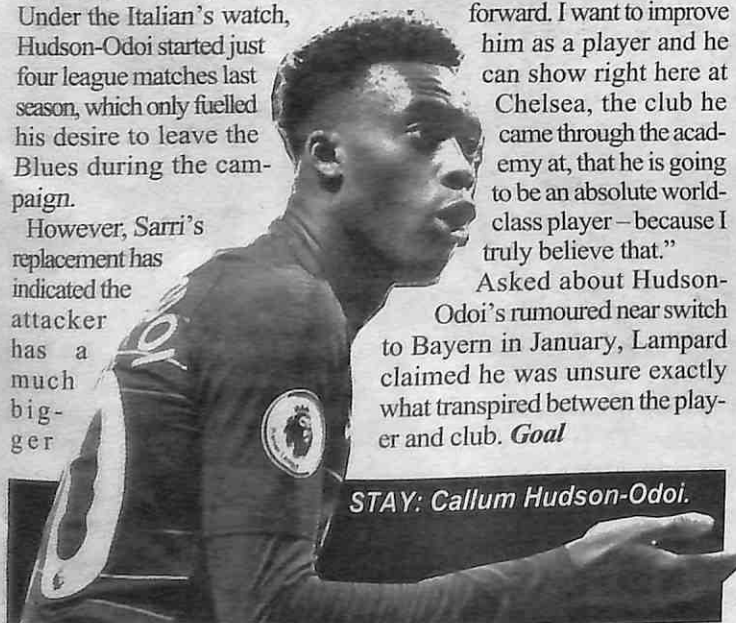 Under the Italian's watch,
Hudson-Odoi started just
four league matches last
season, which only fuelled
his desire to leave the
Blues during the cam-
paign.
However, Sarri's
replacement has
indicated the
attacker
has a
much
big-
ger
forward. I want to improve
him as a player and he
can show right here at
Chelsea, the club he
came through the acad-
emy at, that he is going
to be an absolute world-
class player – because I
truly believe that."
Asked about Hudson-
Odoi's rumoured near switch
to Bayern in January, Lampard
claimed he was unsure exactly
what transpired between the play-
er and club. Goal
STAY: Callum Hudson-Odoi.